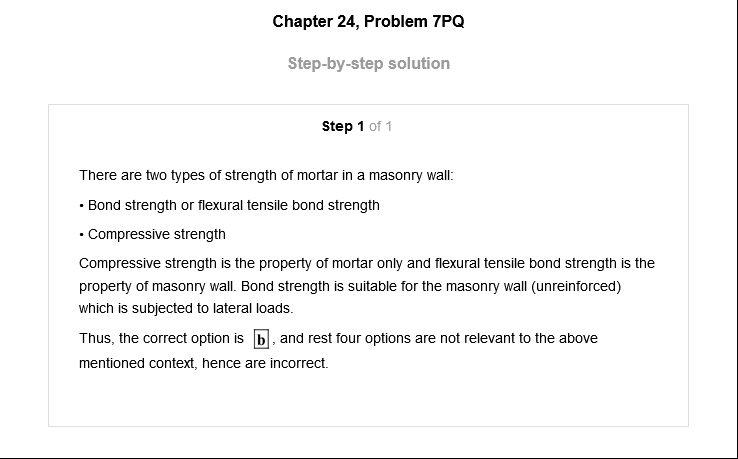 Chapter 24, Problem 7PQ
Step-by-step solution
Step 1 of 1
There are two types of strength of mortar in a masonry wall:
• Bond strength or flexural tensile bond strength
• Compressive strength
Compressive strength is the property of mortar only and flexural tensile bond strength is the
property of masonry wall. Bond strength is suitable for the masonry wall (unreinforced)
which is subjected to lateral loads.
Thus, the correct option is b, and rest four options are not relevant to the above
mentioned context, hence are incorrect.